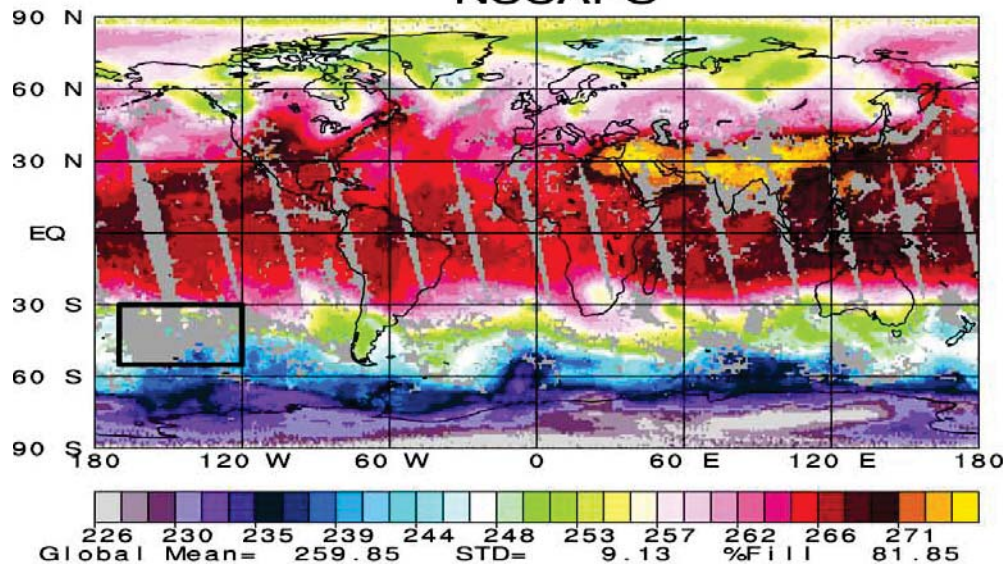 90 N
60 N
30 N
EQ
30 S
60 S
90 S
180 120 W 60 W 0 60 E 120 E 180
226 230 235 239 244 248 253 257 262 266 271
Global Mean= 259.85 STD= 9.13 %Fill 81.85